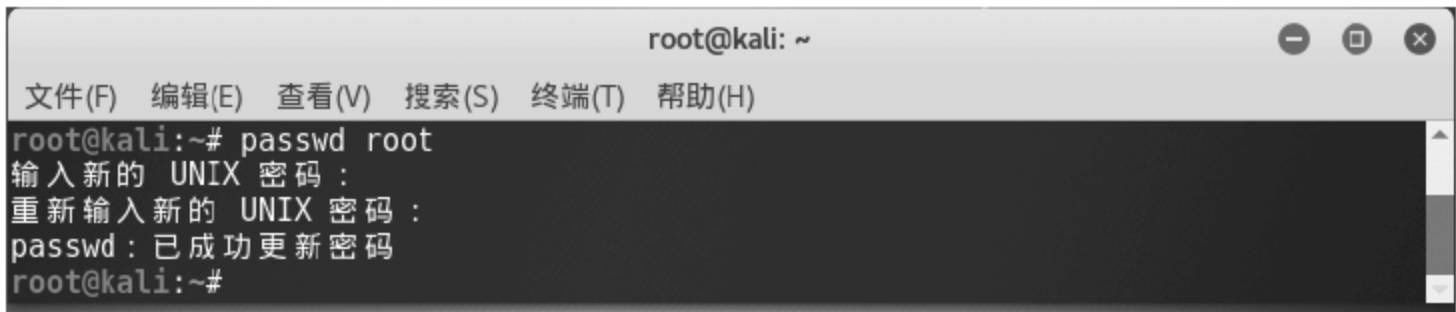 root@kali: ~
文件(F) 编辑(E) 查看(V) 搜索(S) 终端(T) 帮助(H)
root@kali:~# passwd root
输入新的 UNIX 密码：
重新输入新的 UNIX 密码：
passwd：已成功更新密码
root@kali:~#